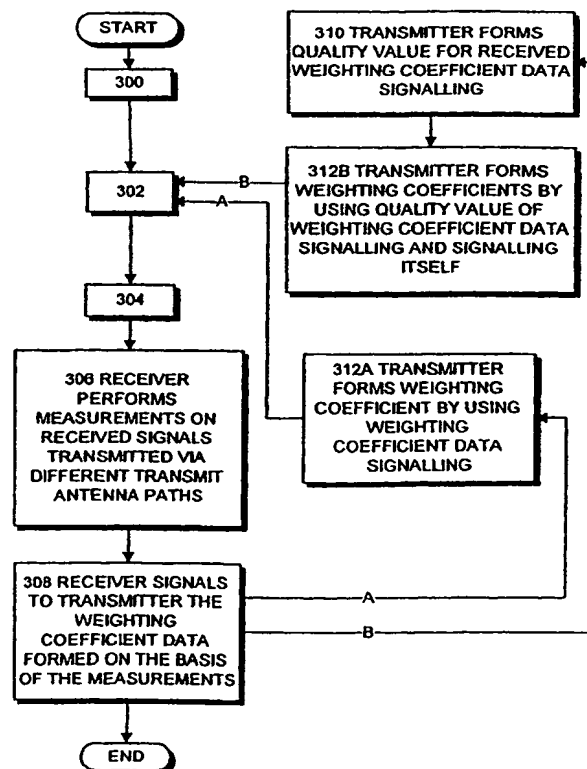 START
300
302
304
306 RECEIVER
PERFORMS
MEASUREMENTS ON
RECEIVED SIGNALS
TRANSMITTED VIA
DIFFERENT TRANSMIT
ANTENNA PATHS
308 RECEIVER SIGNALS
TO TRANSMITTER THE
WEIGHTING
COEFFICIENT DATA
FORMED ON THE BASIS
OF THE MEASUREMENTS
END
310 TRANSMITTER FORMS
QUALITY VALUE FOR RECEIVED
WEIGHTING COEFFICIENT DATA
SIGNALLING
312B TRANSMITTER FORMS
WEIGHTING COEFFICIENTS BY
USING QUALITY VALUE OF
WEIGHTING COEFFICIENT DATA
SIGNALLING AND SIGNALLING
ITSELF
B
A
312A TRANSMITTER
FORMS WEIGHTING
COEFFICIENT BY USING
WEIGHTING
COEFFICIENT DATA
SIGNALLING
A
B